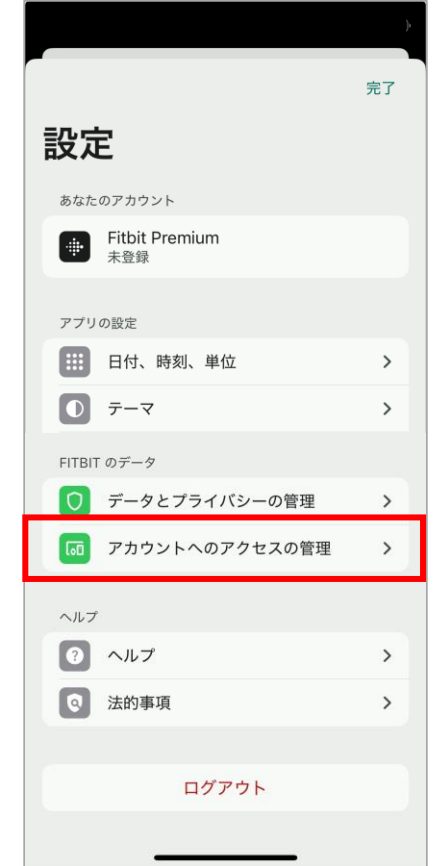 完了
設定
あなたのアカウント
Fitbit Premium
未登録
アプリの設定
日付、時刻、単位
テーマ
FITBIT のデータ
データとプライバシーの管理
アカウントへのアクセスの管理
ヘルプ
ヘルプ
法的事項
ログアウト